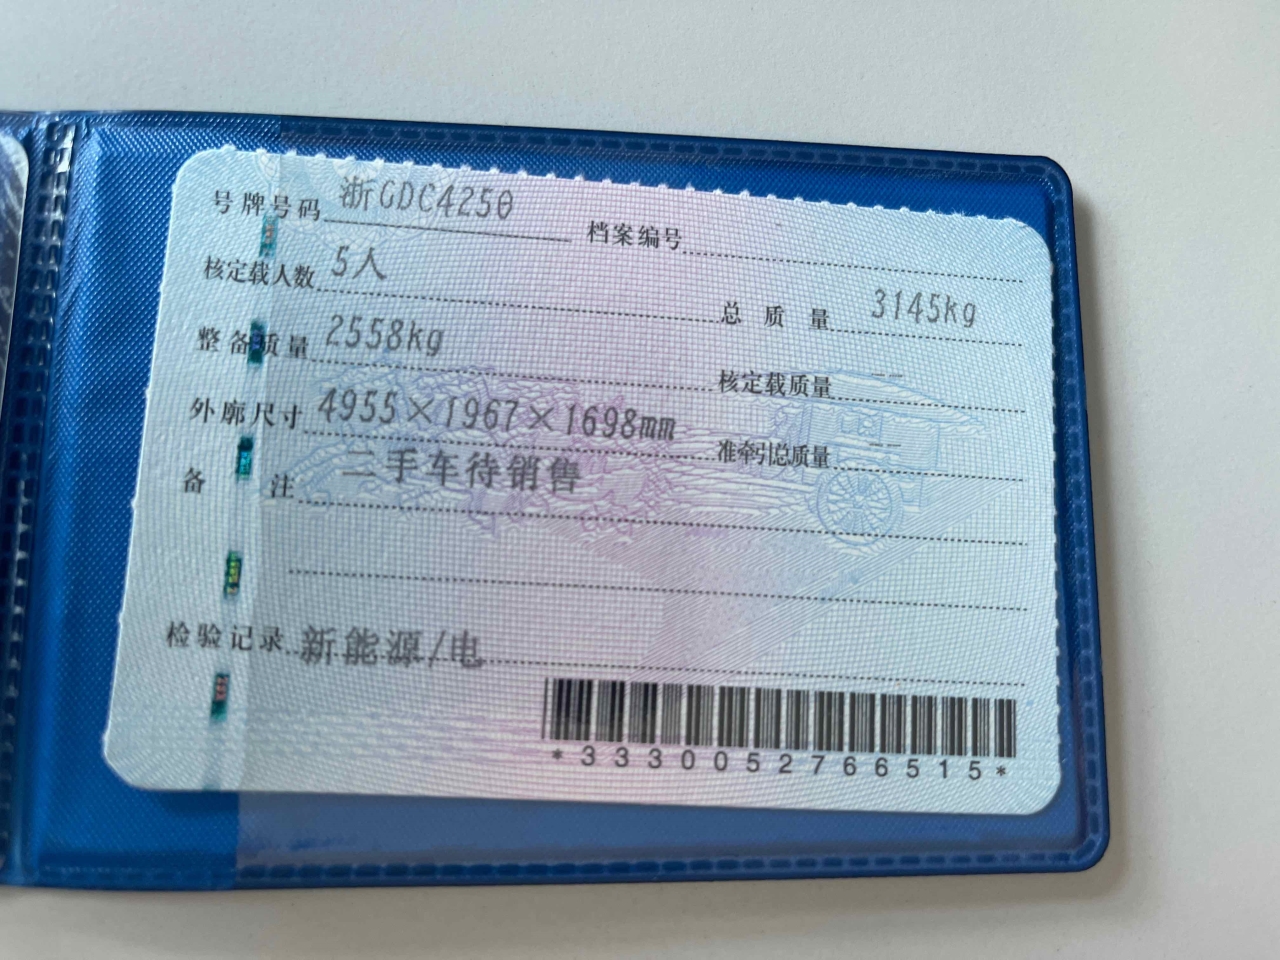 号牌号码 浙GDC4250 档案编号
核定载人数 5人 总质量 3145kg
整备质量 2558kg 核定载质量 --
外廓尺寸 4955×1967×1698mm 准牵引总质量 --
备注 二手车待销售
检验记录 新能源/电
*3330052766515*